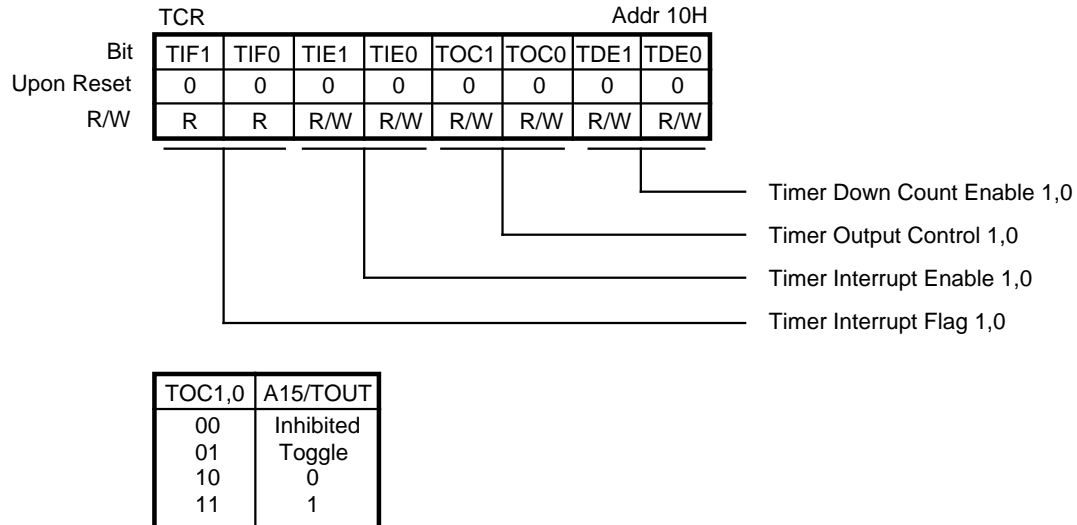 TCR Addr 10H
Bit TIF1 TIF0 TIE1 TIE0 TOC1 TOC0 TDE1 TDE0
Upon Reset 0 0 0 0 0 0 0 0
R/W R R R/W R/W R/W R/W R/W R/W
Timer Down Count Enable 1,0
Timer Output Control 1,0
Timer Interrupt Enable 1,0
Timer Interrupt Flag 1,0
TOC1,0 A15/TOUT
00 Inhibited
01 Toggle
10 0
11 1